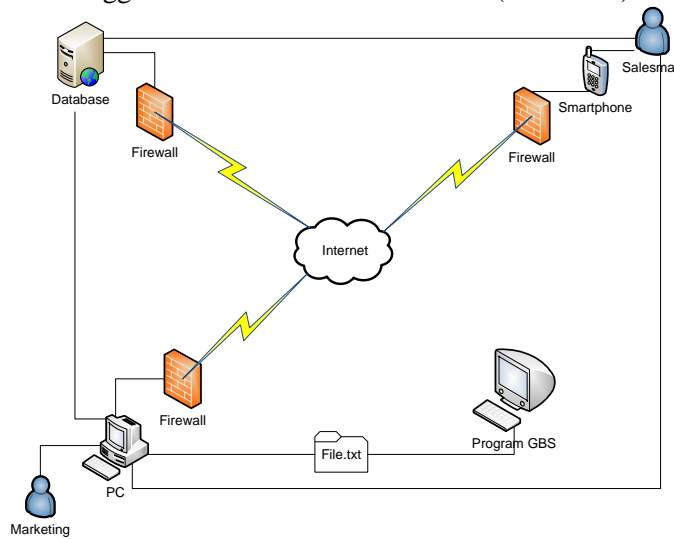 Database
Firewall
Salesma
Smartphone
Firewall
Internet
Firewall
Program GBS
File.txt
PC
Marketing